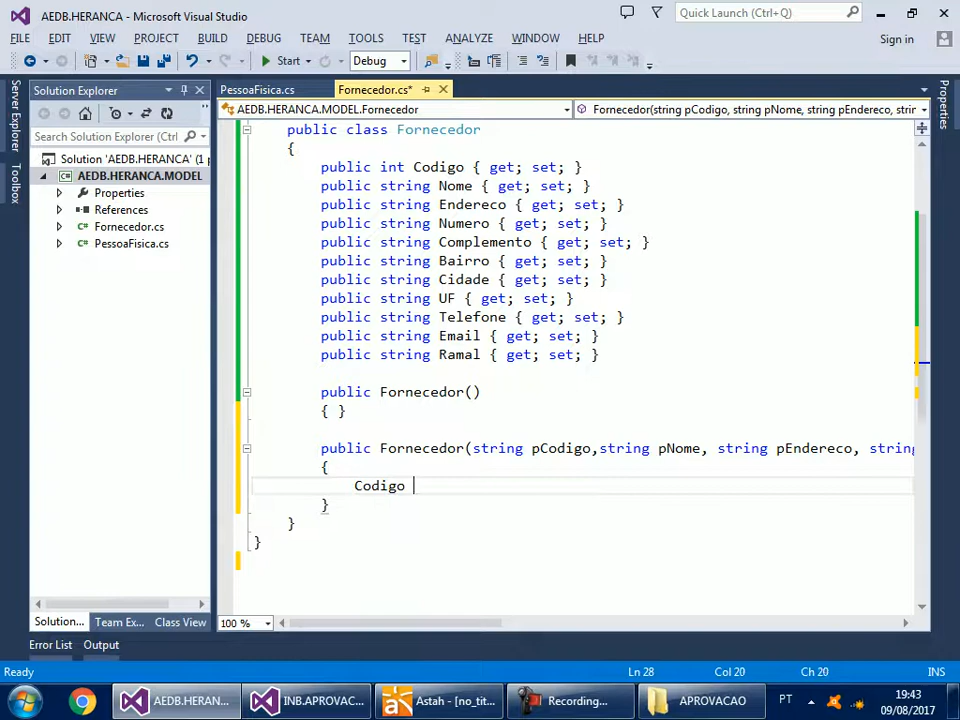 AEDB.HERANCA - Microsoft Visual Studio
Quick Launch (Ctrl+Q)
FILE EDIT VIEW PROJECT BUILD DEBUG TEAM TOOLS TEST ANALYZE WINDOW HELP
Sign in
Start
Debug
Server Explorer
Toolbox
Solution Explorer
Search Solution Explorer (Ctrl
Solution 'AEDB.HERANCA' (1 p
AEDB.HERANCA.MODEL
Properties
References
Fornecedor.cs
PessoaFisica.cs
Solution... Team Ex... Class View
PessoaFisica.cs
Fornecedor.cs*
AEDB.HERANCA.MODEL.Fornecedor
Fornecedor(string pCodigo, string pNome, string pEndereco, strin
Properties
public class Fornecedor
{
public int Codigo { get; set; }
public string Nome { get; set; }
public string Endereco { get; set; }
public string Numero { get; set; }
public string Complemento { get; set; }
public string Bairro { get; set; }
public string Cidade { get; set; }
public string UF { get; set; }
public string Telefone { get; set; }
public string Email { get; set; }
public string Ramal { get; set; }
public Fornecedor()
{ }
public Fornecedor(string pCodigo,string pNome, string pEndereco, string
{
Codigo
}
}
}
100 %
Error List Output
Ready
Ln 28 Col 20 Ch 20 INS
AEDB.HERAN... INB.APROVAC... Astah - [no_tit... Recording... APROVACAO
PT
19:43
09/08/2017